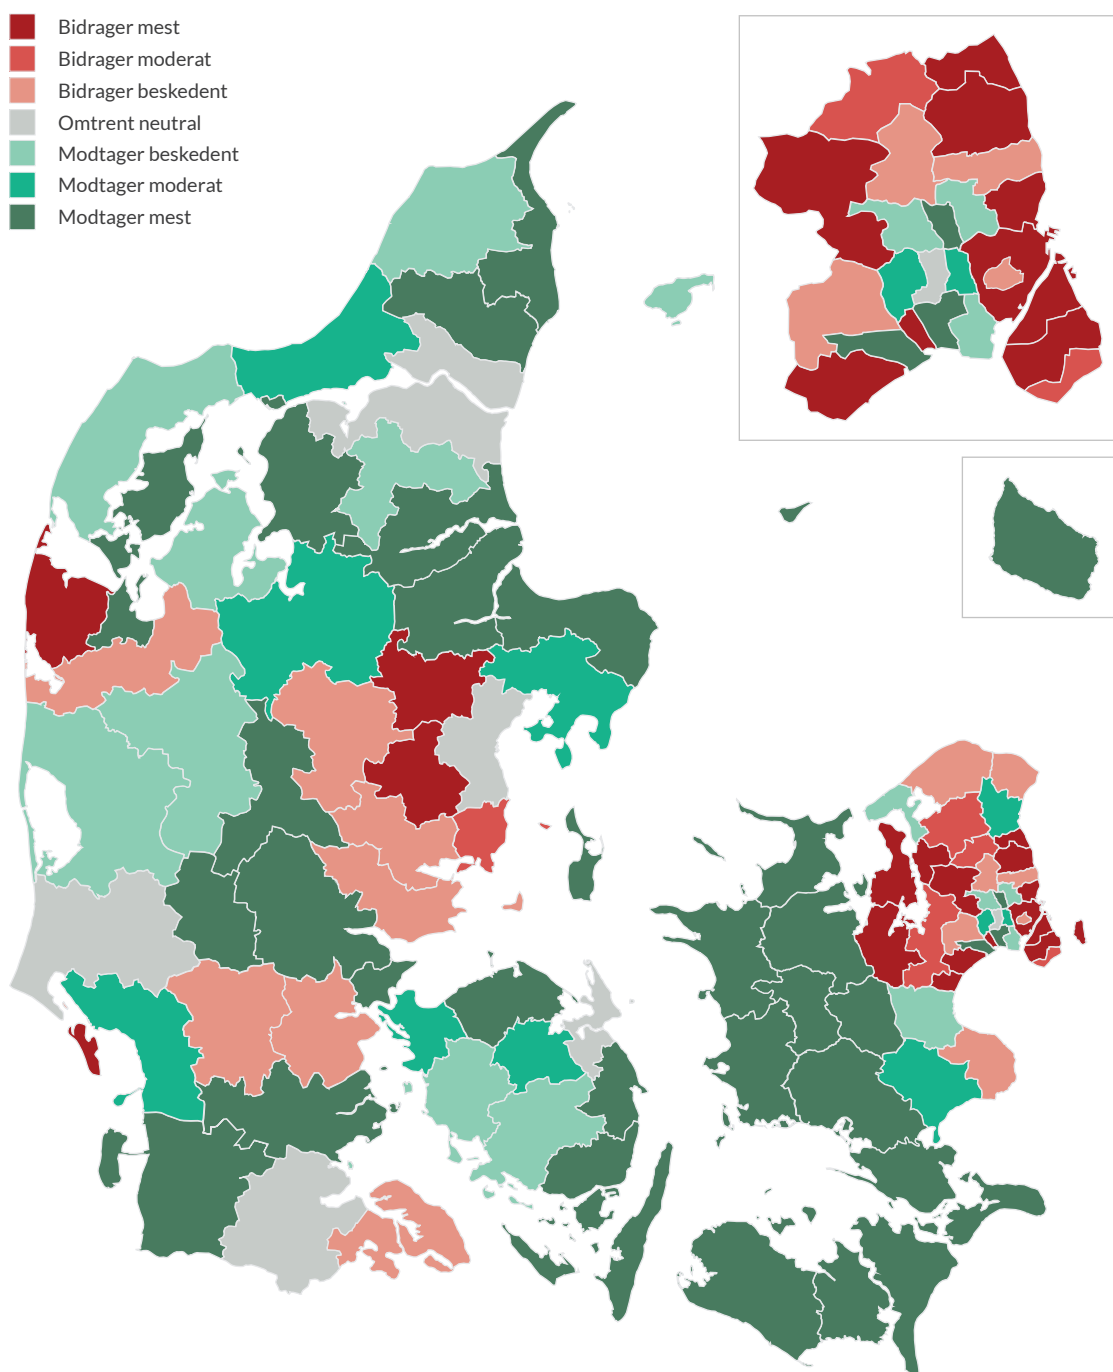 Bidrager mest
Bidrager moderat
Bidrager beskedent
Omtrent neutral
Modtager beskedent
Modtager moderat
Modtager mest